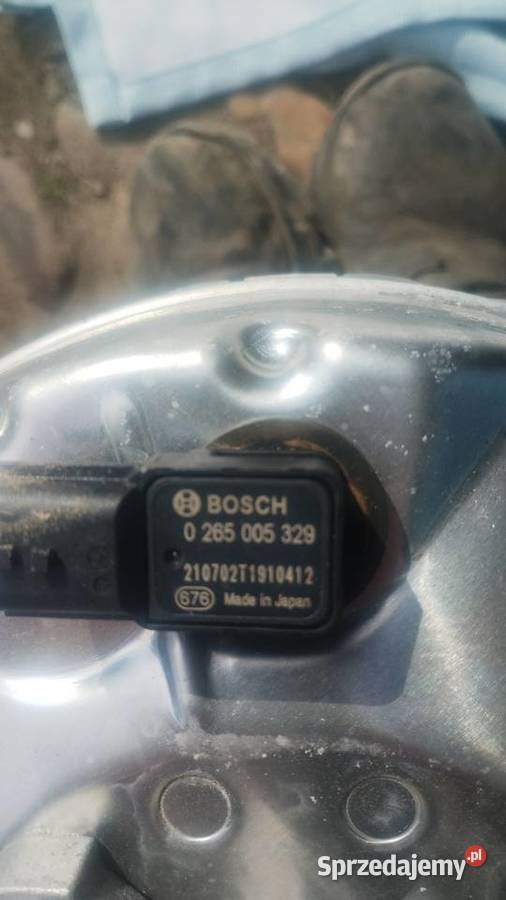 BOSCH
0 265 005 329
210702T1910412
676 Made in Japan
Sprzedajemy.pl